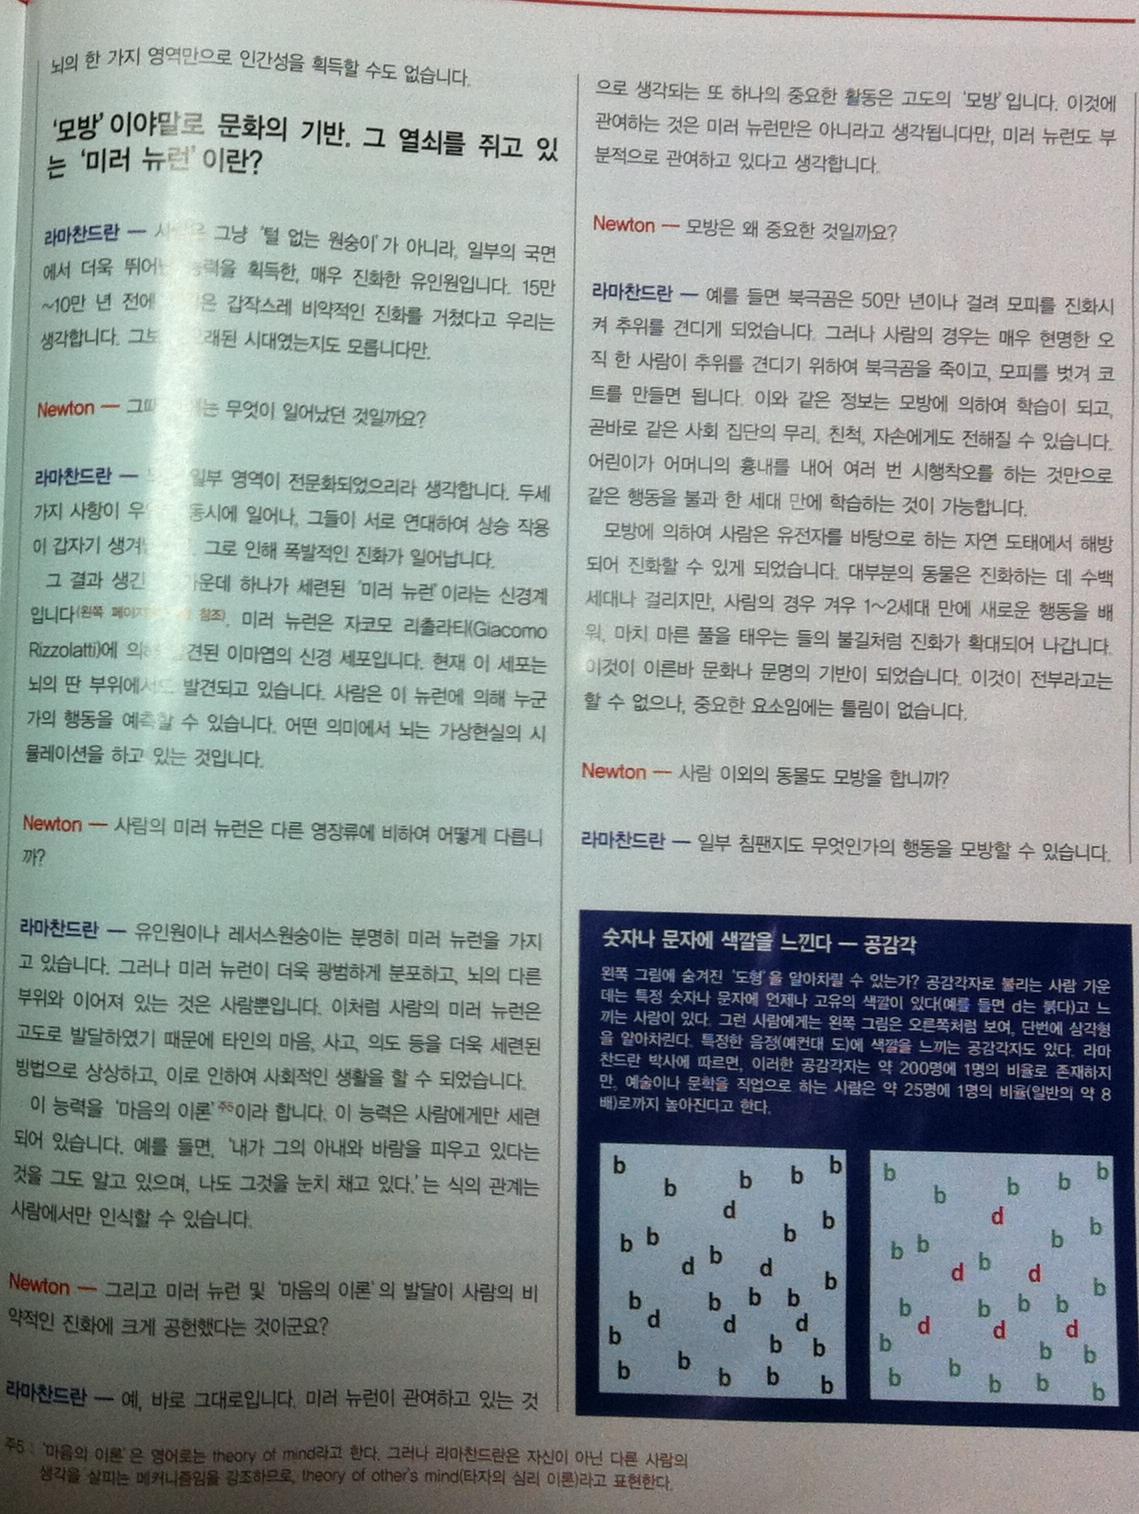 뇌의 한 가지 영역만으로 인간성을 획득할 수도 없습니다.
'모방'이야말로 문화의 기반. 그 열쇠를 쥐고 있
는 '미러 뉴런'이란?
라마찬드란 — 그냥 '털 없는 원숭이'가 아니라, 일부의 국면
에서 더욱 뛰어난 능력을 획득한, 매우 진화한 유인원입니다. 15만
~10만 년 전에 갑작스레 비약적인 진화를 거쳤다고 우리는
생각합니다. 그런 시대였는지도 모릅니다만.
Newton — 그때 무엇이 일어났던 것일까요?
라마찬드란 — 일부 영역이 전문화되었으리라 생각합니다. 두세
가지 사항이 우 동시에 일어나, 그들이 서로 연대하여 상승 작용
이 갑자기 생겨 그로 인해 폭발적인 진화가 일어납니다.
그 결과 생긴 가운데 하나가 세련된 '미러 뉴런'이라는 신경계
입니다(왼쪽 페이지 참조). 미러 뉴런은 자코모 리촐라티(Giacomo
Rizzolatti)에 의해 발견된 이마엽의 신경 세포입니다. 현재 이 세포는
뇌의 딴 부위에서도 발견되고 있습니다. 사람은 이 뉴런에 의해 누군
가의 행동을 예측할 수 있습니다. 어떤 의미에서 뇌는 가상현실의 시
뮬레이션을 하고 있는 것입니다.
Newton — 사람의 미러 뉴런은 다른 영장류에 비하여 어떻게 다릅니
까?
라마찬드란 — 유인원이나 레서스원숭이는 분명히 미러 뉴런을 가지
고 있습니다. 그러나 미러 뉴런이 더욱 광범하게 분포하고, 뇌의 다른
부위와 이어져 있는 것은 사람뿐입니다. 이처럼 사람의 미러 뉴런은
고도로 발달하였기 때문에 타인의 마음, 사고, 의도 등을 더욱 세련된
방법으로 상상하고, 이로 인하여 사회적인 생활을 할 수 되었습니다.
이 능력을 '마음의 이론'주5이라 합니다. 이 능력은 사람에게만 세련
되어 있습니다. 예를 들면, '내가 그의 아내와 바람을 피우고 있다는
것을 그도 알고 있으며, 나도 그것을 눈치 채고 있다.'는 식의 관계는
사람에서만 인식할 수 있습니다.
Newton — 그리고 미러 뉴런 및 '마음의 이론'의 발달이 사람의 비
약적인 진화에 크게 공헌했다는 것이군요?
라마찬드란 — 예, 바로 그대로입니다. 미러 뉴런이 관여하고 있는 것
주5 : '마음의 이론'은 영어로는 theory of mind라고 한다. 그러나 라마찬드란은 자신이 아닌 다른 사람의
생각을 살피는 메커니즘임을 강조하므로, theory of other's mind(타자의 심리 이론)라고 표현한다.
으로 생각되는 또 하나의 중요한 활동은 고도의 '모방'입니다. 이것에
관여하는 것은 미러 뉴런만은 아니라고 생각됩니다만, 미러 뉴런도 부
분적으로 관여하고 있다고 생각합니다.
Newton — 모방은 왜 중요한 것일까요?
라마찬드란 — 예를 들면 북극곰은 50만 년이나 걸려 모피를 진화시
켜 추위를 견디게 되었습니다. 그러나 사람의 경우는 매우 현명한 오
직 한 사람이 추위를 견디기 위하여 북극곰을 죽이고, 모피를 벗겨 코
트를 만들면 됩니다. 이와 같은 정보는 모방에 의하여 학습이 되고,
곧바로 같은 사회 집단의 무리, 친척, 자손에게도 전해질 수 있습니다.
어린이가 어머니의 흉내를 내어 여러 번 시행착오를 하는 것만으로
같은 행동을 불과 한 세대 만에 학습하는 것이 가능합니다.
모방에 의하여 사람은 유전자를 바탕으로 하는 자연 도태에서 해방
되어 진화할 수 있게 되었습니다. 대부분의 동물은 진화하는 데 수백
세대나 걸리지만, 사람의 경우 겨우 1~2세대 만에 새로운 행동을 배
워, 마치 마른 풀을 태우는 들의 불길처럼 진화가 확대되어 나갑니다.
이것이 이른바 문화나 문명의 기반이 되었습니다. 이것이 전부라고는
할 수 없으나, 중요한 요소임에는 틀림이 없습니다.
Newton — 사람 이외의 동물도 모방을 합니까?
라마찬드란 — 일부 침팬지도 무엇인가의 행동을 모방할 수 있습니다.
숫자나 문자에 색깔을 느낀다 — 공감각
왼쪽 그림에 숨겨진 '도형'을 알아차릴 수 있는가? 공감각자로 불리는 사람 가운
데는 특정 숫자나 문자에 언제나 고유의 색깔이 있다(예를 들면 d는 붉다)고 느
끼는 사람이 있다. 그런 사람에게는 왼쪽 그림은 오른쪽처럼 보여, 단번에 삼각형
을 알아차린다. 특정한 음정(예컨대 도)에 색깔을 느끼는 공감각자도 있다. 라마
찬드란 박사에 따르면, 이러한 공감각자는 약 200명에 1명의 비율로 존재하지
만, 예술이나 문학을 직업으로 하는 사람은 약 25명에 1명의 비율(일반의 약 8
배)로까지 높아진다고 한다.